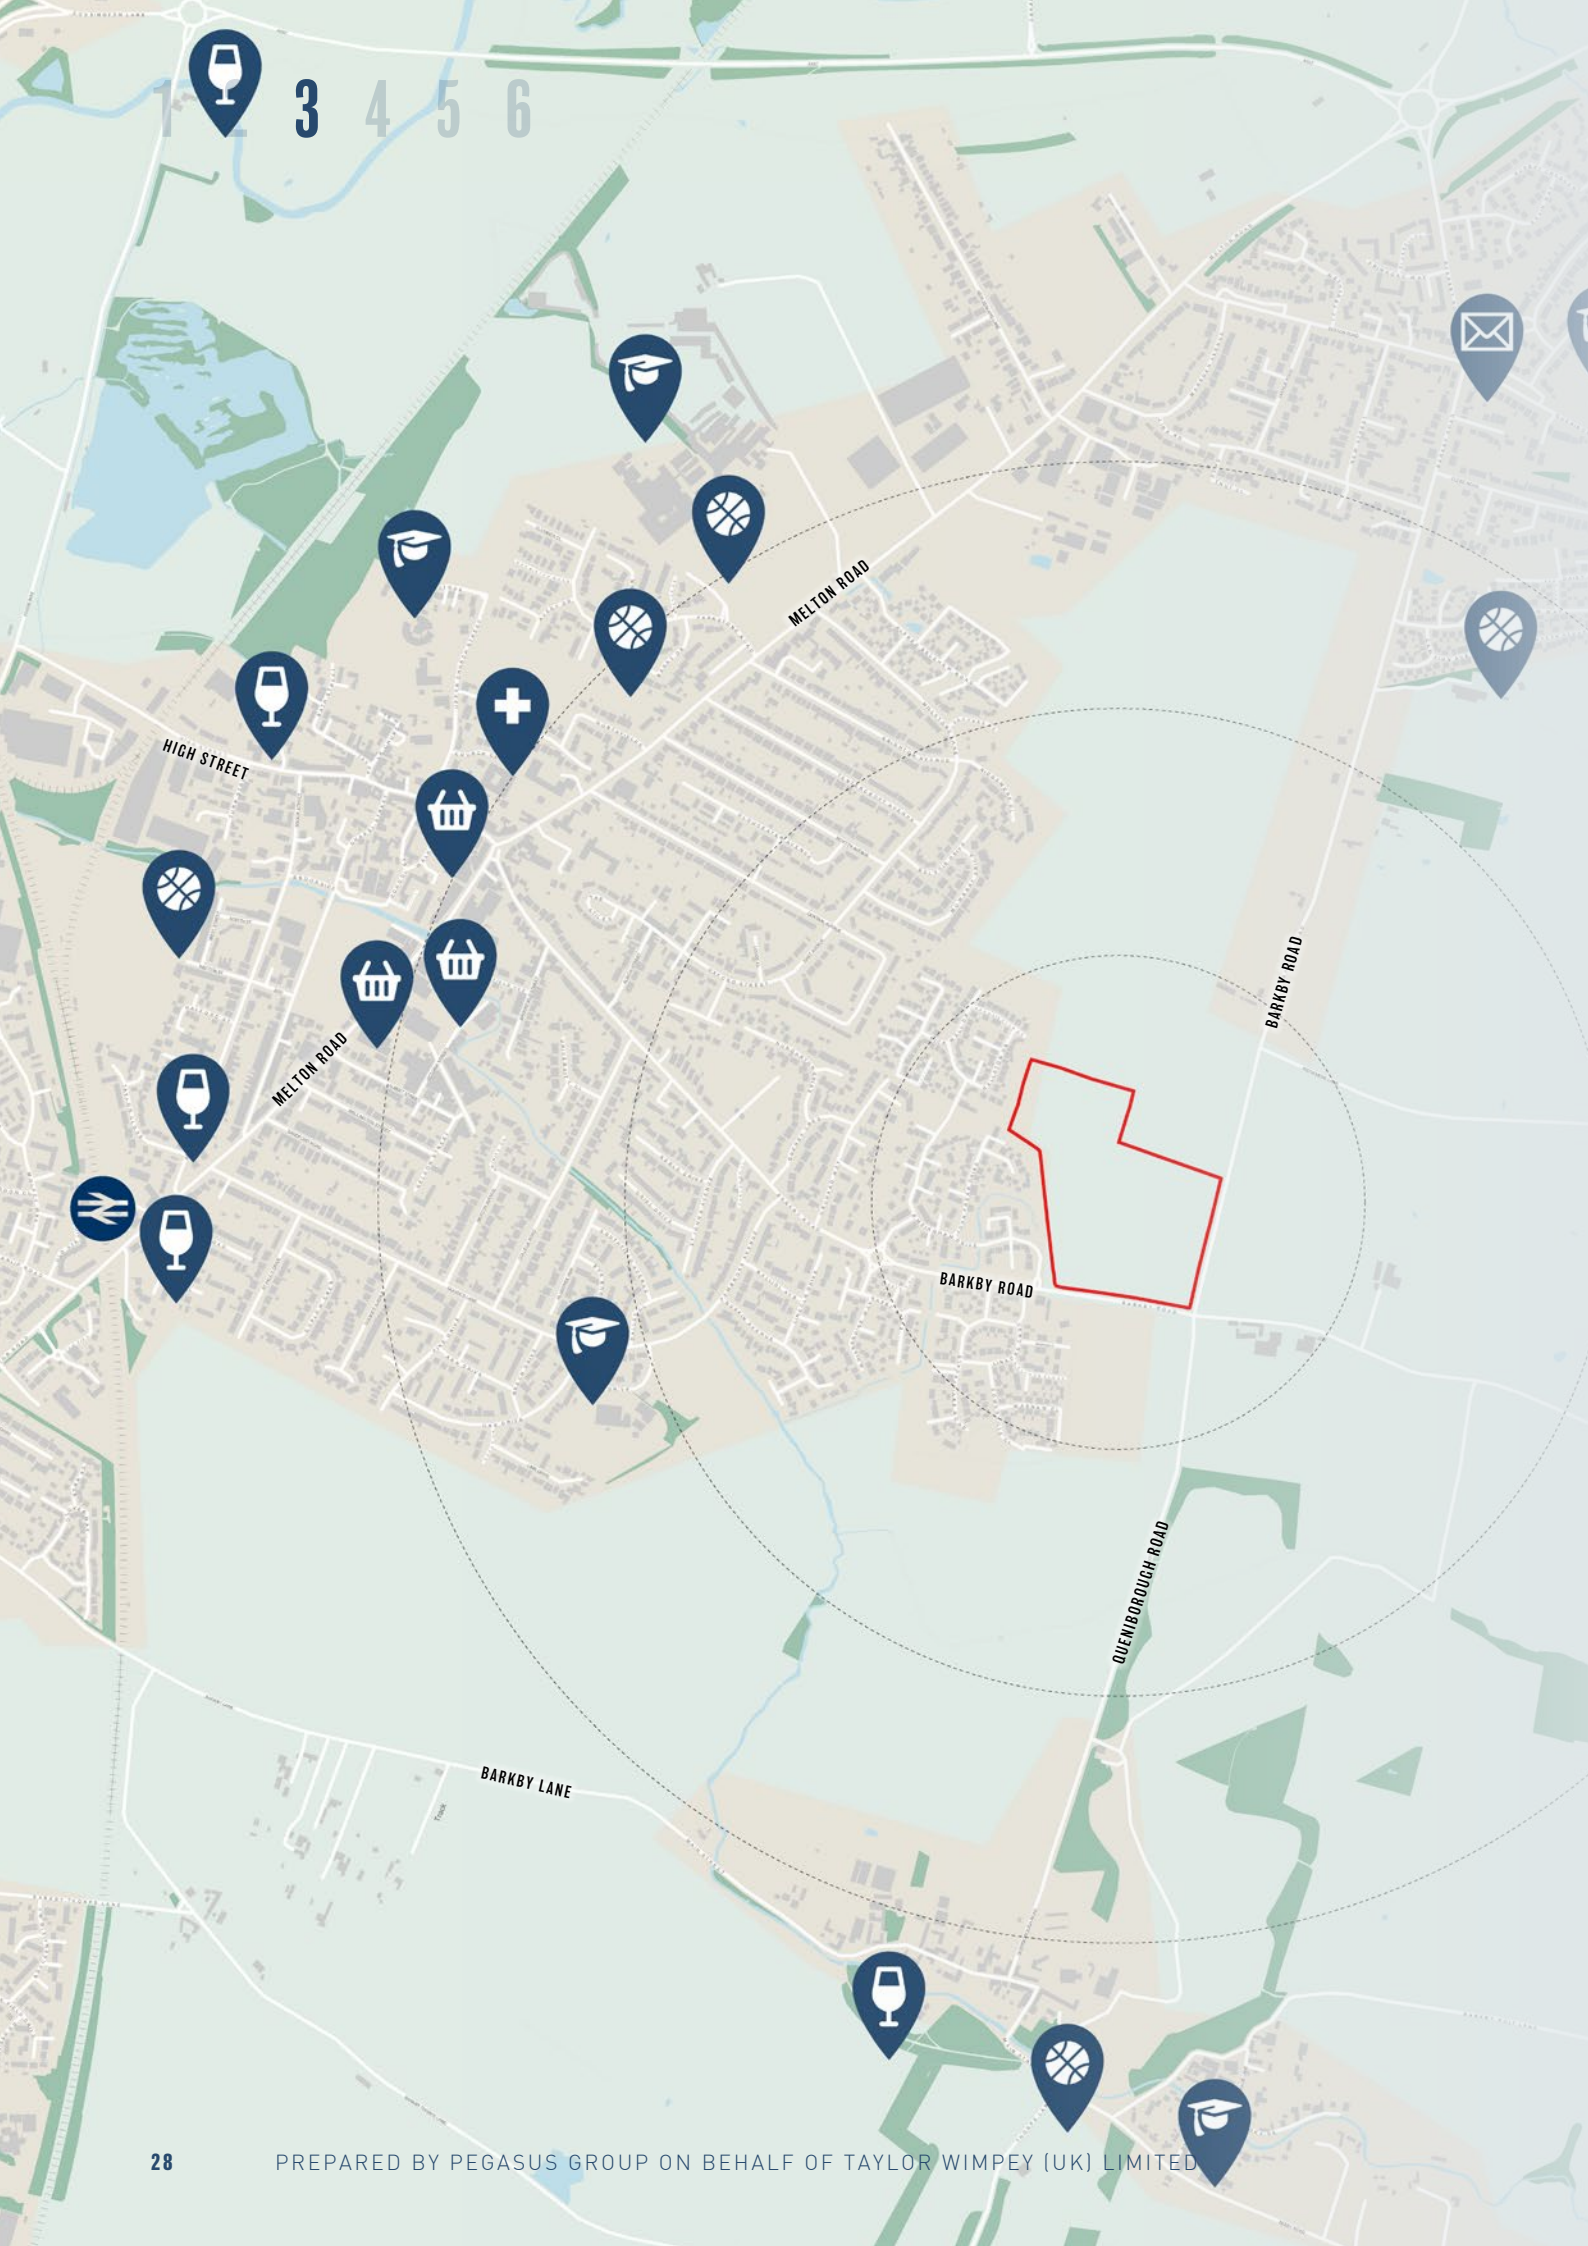 1 2 3 4 5 6
MELTON ROAD
HIGH STREET
BARKBY ROAD
MELTON ROAD
BARKBY ROAD
QUENIBOROUGH ROAD
BARKBY LANE
Track
28 PREPARED BY PEGASUS GROUP ON BEHALF OF TAYLOR WIMPEY (UK) LIMITED